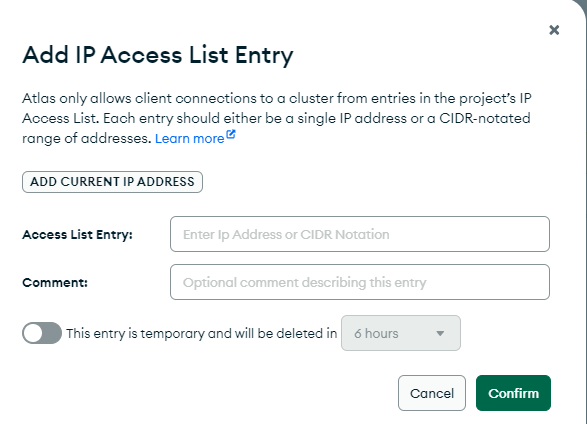 Add IP Access List Entry
Atlas only allows client connections to a cluster from entries in the project's IP
Access List. Each entry should either be a single IP address or a CIDR-notated
range of addresses. Learn more
ADD CURRENT IP ADDRESS
Access List Entry: Enter Ip Address or CIDR Notation
Comment: Optional comment describing this entry
This entry is temporary and will be deleted in 6 hours
Cancel Confirm